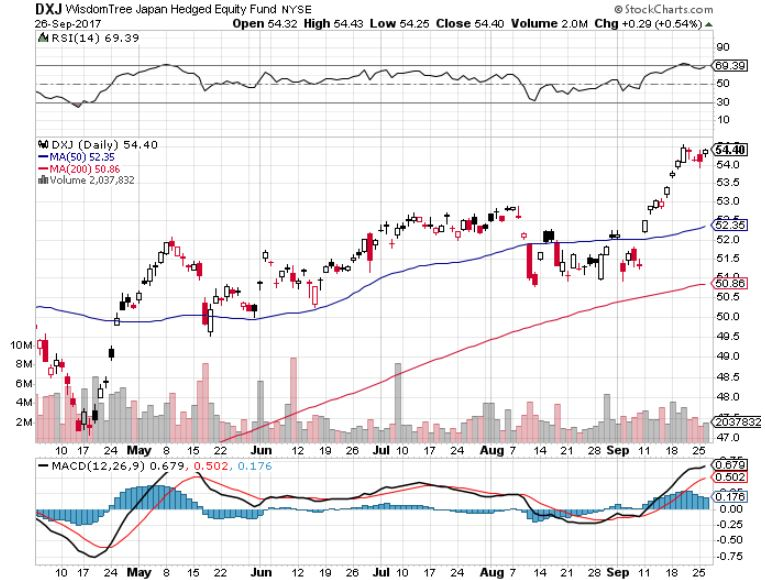 DXJ WisdomTree Japan Hedged Equity Fund NYSE © StockCharts.com
26-Sep-2017 Open 54.32 High 54.43 Low 54.25 Close 54.40 Volume 2.0M Chg +0.29 (+0.54%)
RSI(14) 69.39
90
69.39
50
30
10
DXJ (Daily) 54.40
MA(50) 52.35
MA(200) 50.86
Volume 2,037,832
54.40
54.0
53.5
53.0
52.35
52.0
51.5
51.0
50.86
50.5
50.0
49.5
49.0
48.5
48.0
47.0
10M
8M
6M
4M
2M
2037832
10 17 24 May 8 15 22 Jun 12 19 26 Jul 10 17 24 Aug 7 14 21 28 Sep 11 18 25
MACD(12,26,9) 0.679, 0.502, 0.176
0.679
0.502
0.176
0.00
-0.25
-0.50
-0.75
10 17 24 May 8 15 22 Jun 12 19 26 Jul 10 17 24 Aug 7 14 21 28 Sep 11 18 25